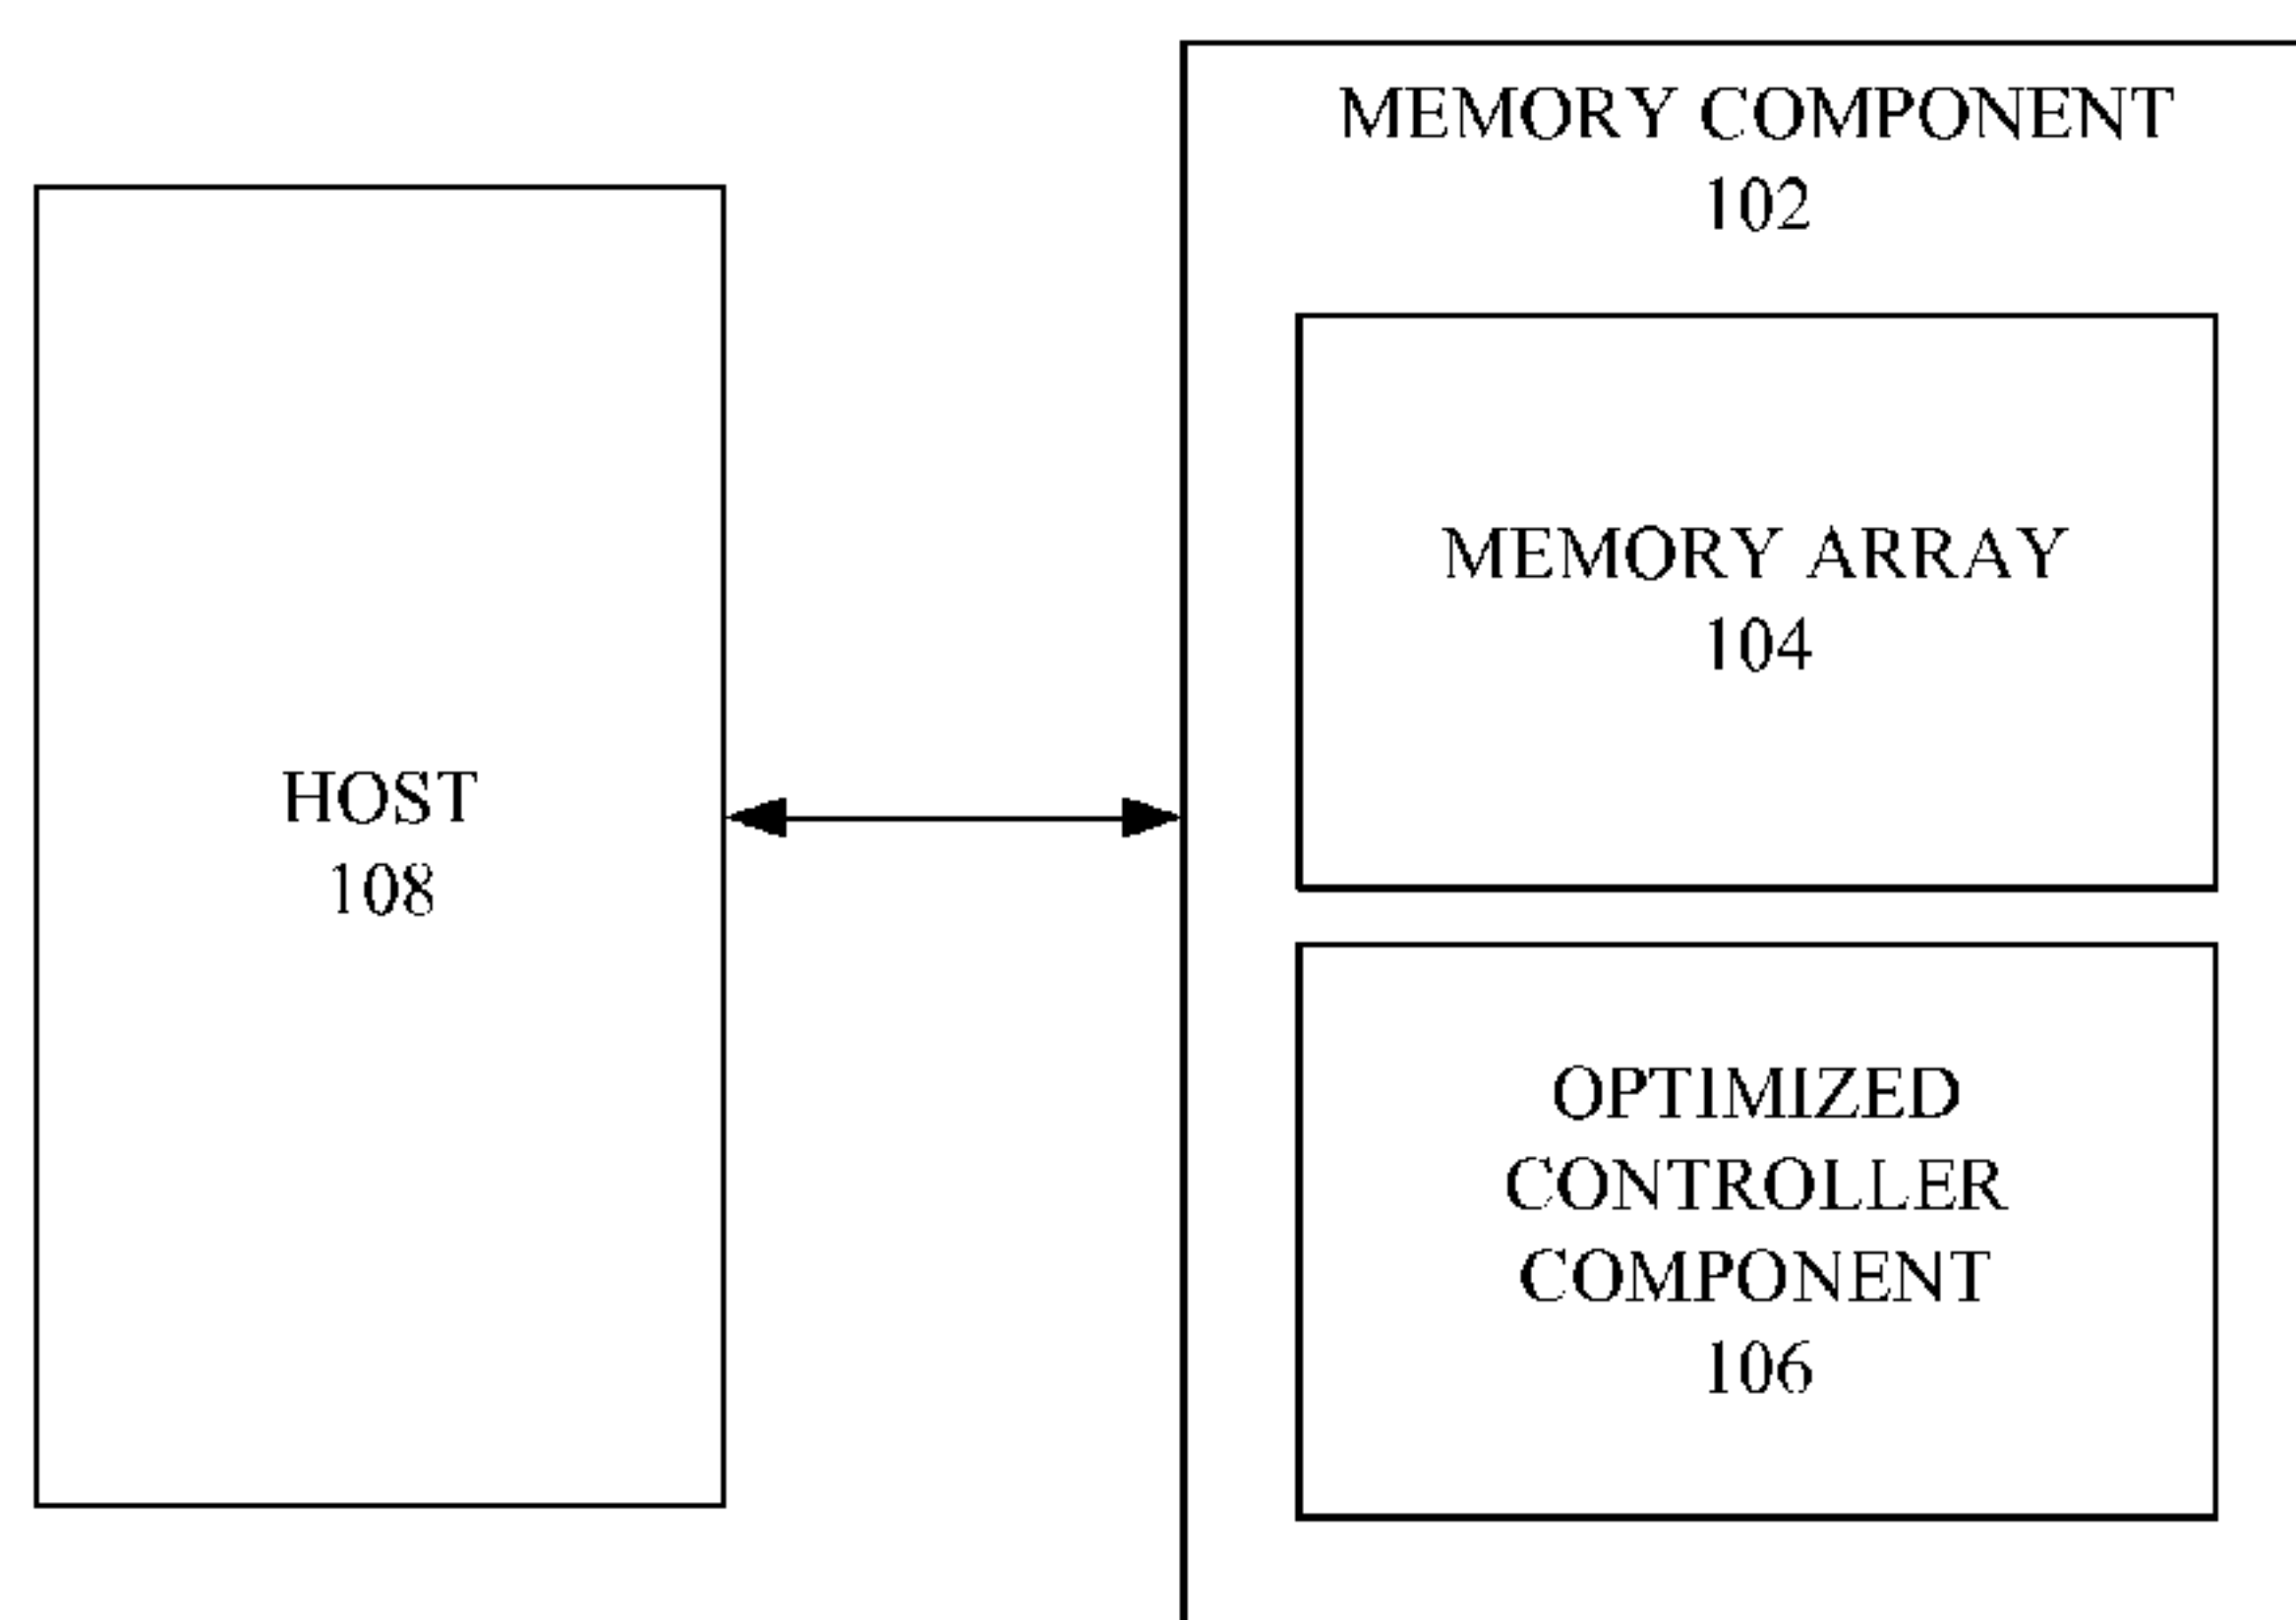 MEMORY COMPONENT
102
MEMORY ARRAY
104
HOST
108
OPTIMIZED
CONTROLLER
COMPONENT
106